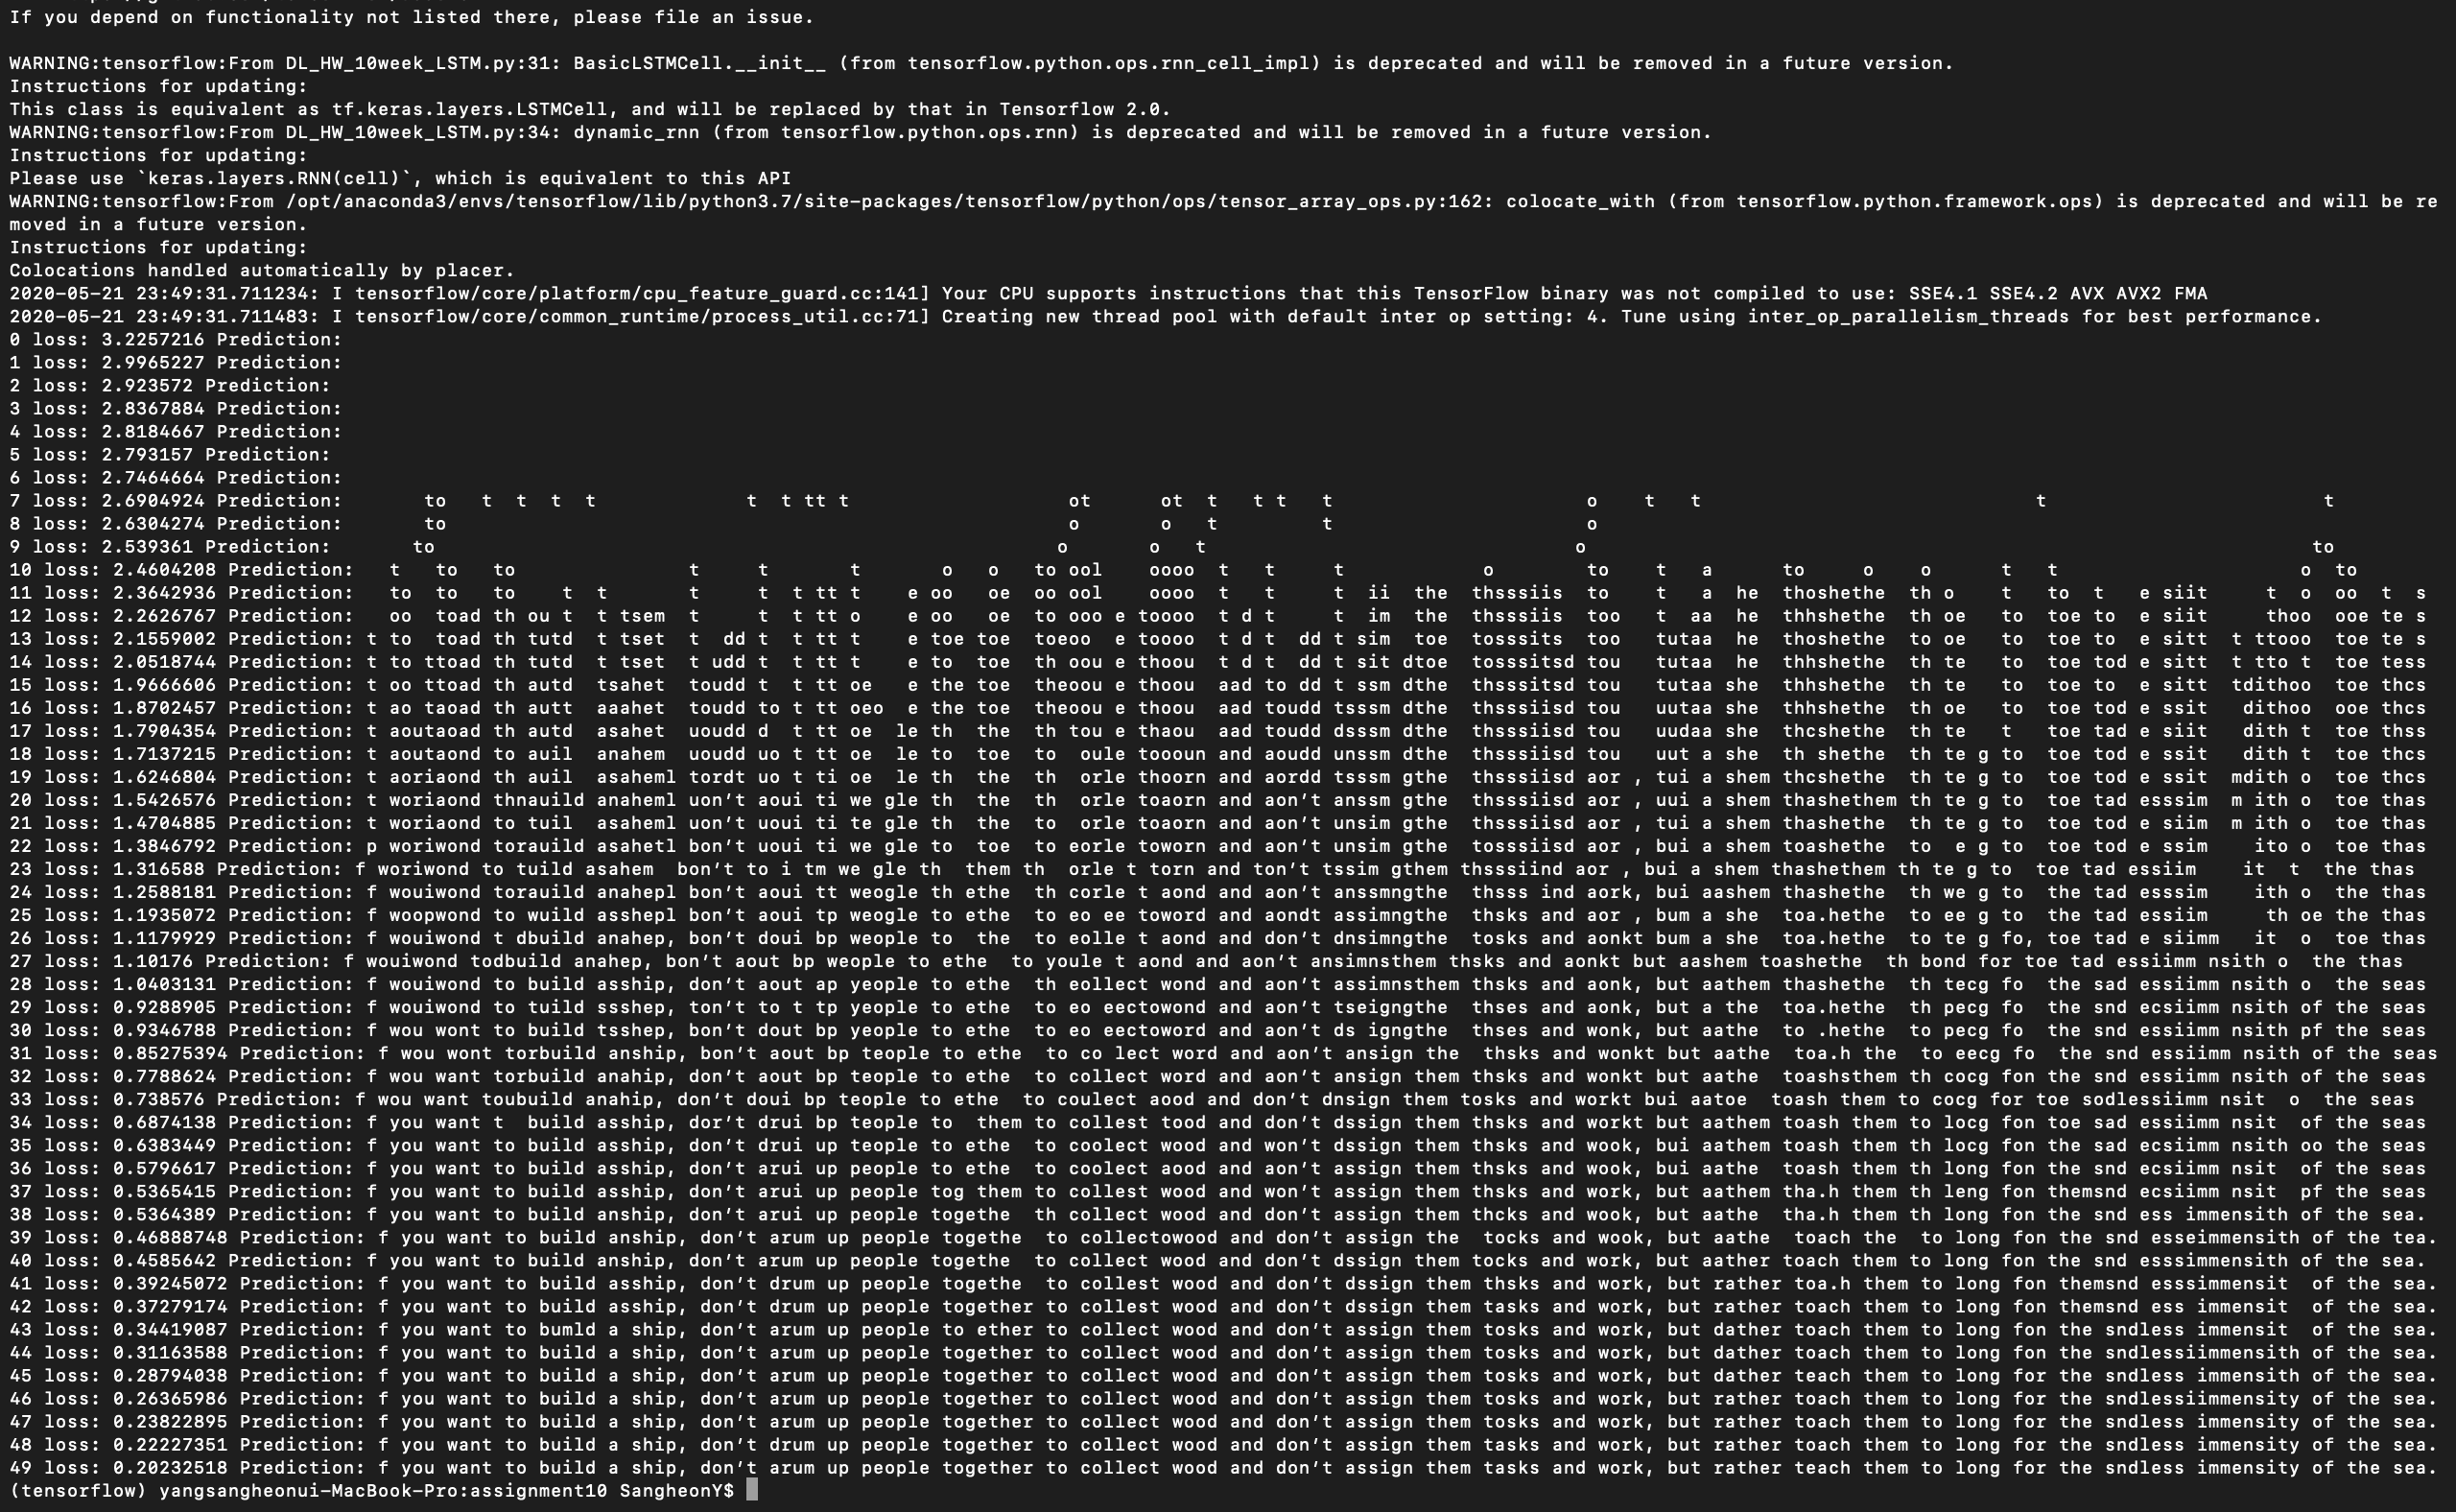 If you depend on functionality not listed there, please file an issue.

WARNING:tensorflow:From DL_HW_10week_LSTM.py:31: BasicLSTMCell.__init__ (from tensorflow.python.ops.rnn_cell_impl) is deprecated and will be removed in a future version.
Instructions for updating:
This class is equivalent as tf.keras.layers.LSTMCell, and will be replaced by that in Tensorflow 2.0.
WARNING:tensorflow:From DL_HW_10week_LSTM.py:34: dynamic_rnn (from tensorflow.python.ops.rnn) is deprecated and will be removed in a future version.
Instructions for updating:
Please use `keras.layers.RNN(cell)`, which is equivalent to this API
WARNING:tensorflow:From /opt/anaconda3/envs/tensorflow/lib/python3.7/site-packages/tensorflow/python/ops/tensor_array_ops.py:162: colocate_with (from tensorflow.python.framework.ops) is deprecated and will be re
moved in a future version.
Instructions for updating:
Colocations handled automatically by placer.
2020-05-21 23:49:31.711234: I tensorflow/core/platform/cpu_feature_guard.cc:141] Your CPU supports instructions that this TensorFlow binary was not compiled to use: SSE4.1 SSE4.2 AVX AVX2 FMA
2020-05-21 23:49:31.711483: I tensorflow/core/common_runtime/process_util.cc:71] Creating new thread pool with default inter op setting: 4. Tune using inter_op_parallelism_threads for best performance.
0 loss: 3.2257216 Prediction:
1 loss: 2.9965227 Prediction:
2 loss: 2.923572 Prediction:
3 loss: 2.8367884 Prediction:
4 loss: 2.8184667 Prediction:
5 loss: 2.793157 Prediction:
6 loss: 2.7464664 Prediction:
7 loss: 2.6904924 Prediction:       to   t  t  t  t             t  t tt t                   ot      ot  t   t t   t                      o    t   t                             t                        t
8 loss: 2.6304274 Prediction:       to                                                      o       o   t         t                      o
9 loss: 2.539361 Prediction:       to                                                      o       o   t                                o                                                               to
10 loss: 2.4604208 Prediction:   t   to   to               t     t       t       o   o   to ool    oooo  t   t     t            o        to    t   a      to     o    o      t   t                     o  to
11 loss: 2.3642936 Prediction:   to  to   to    t  t       t     t  t tt t    e oo   oe  oo ool    oooo  t   t     t  ii  the  thsssiis  to    t   a  he  thoshethe  th o    t   to  t   e siit     t  o   oo  t  s
12 loss: 2.2626767 Prediction:   oo  toad th ou t  t tsem  t     t  t tt o    e oo   oe  to ooo e toooo  t d t     t  im  the  thsssiis  too   t  aa  he  thoshethe  th oe   to   toe to  e siit     thoo  ooe te s
13 loss: 2.1559002 Prediction: t to  toad th tutd  t tset  t  dd t  t tt t    e toe toe  toeoo  e toooo  t d t  dd t sim  toe  tosssits  to    tutaa  he  thoshethe  to oe   to   toe to  e sitt  t ttooo  toe te s
14 loss: 2.0518744 Prediction: t to ttoad th tutd  t tset  t udd t  t tt t    e to  toe  th oou e thoou  t d t  dd t sit dtoe  tosssitsd tou   tutaa  he  thhshethe  th te   to   toe tod e sitt  t tto t  toe tess
15 loss: 1.9666606 Prediction: t oo ttoad th autd  tsahet  toudd t  t tt oe   e the toe  theoou e thoou  aad to dd t ssm dthe  thsssitsd tou   tutaa she  thhshethe  th te   to   toe to  e sitt  tdithoo  toe thcs
16 loss: 1.8702457 Prediction: t ao taoad th autt  aaahet  toudd to t tt oeo  e the toe  theoou e thoou  aad toudd tsssm dthe  thsssiisd tou   uutaa she  thhshethe  th oe   to   toe tod e ssit   dithoo  ooe thcs
17 loss: 1.7904354 Prediction: t aoutaoad th autd  asahet  uoudd d  t tt oe  le th  the  th tou e thaou  aad toudd dsssm dthe  thsssiisd tou   uudaa she  thcshethe  th te   t    toe tad e ssit   dith t  toe thss
18 loss: 1.7137215 Prediction: t aoutaond to auil  anahem  uoudd uo t tt oe  le to  toe to   oule toooun and aoudd unssm dthe  thsssiisd tou   uut a she  th shethe  th te g to  toe tod e ssit   dith t  toe thcs
19 loss: 1.6246804 Prediction: t aoriaond th auil  asaheml tordt uo t ti oe  le th  the  th  orle thoorn and aordd tsssm gthe  thsssiisd aor , tui a shem thcshethe  th te g to  toe tod e ssit  mdith o  toe thcs
20 loss: 1.5426576 Prediction: t woriaond thnauild anaheml uon’t aoui ti we gle th  the  th  orle toaorn and aon’t anssm gthe  thsssiisd aor , uui a shem thashethem th te g to  toe tad esssim  m ith o  toe thas
21 loss: 1.4704885 Prediction: t woriaond to tuil  asaheml uon’t uoui ti te gle th  the  to  orle toaorn and aon’t unsim gthe  thsssiisd aor , tui a shem thashethe  th te g to  toe tod e siim  m ith o  toe thas
22 loss: 1.3846792 Prediction: p woriwond torauild asahetl bon’t uoui ti we gle to  toe  to eorle toworn and aon’t unsim gthe  tosssiisd aor , bui a shem toashethe  to  e g to  toe tod e ssim    ito o  toe thas
23 loss: 1.316588 Prediction: f woriwond to tuild asahem  bon’t to i tm we gle th  them th  orle t torn and ton’t tssim gthem thsssiind aor , bui a shem thashethem th te g to  toe tad essiim    it  t  the thas
24 loss: 1.2588181 Prediction: f wouiwond torauild anahepl bon’t aoui tt weogle th ethe  th corle t aond and aon’t anssmngthe  thsss ind aork, bui aashem thashethe  th we g to  the tad esssim    ith o  the thas
25 loss: 1.1935072 Prediction: f woopwond to wuild asshepl bon’t aoui tp weogle to ethe  to eo ee toword and aondt assimngthe  thsks and aor , bum a she  toa.hethe  to ee g to  the tad essiim     th oe the thas
26 loss: 1.1179929 Prediction: f wouiwond t dbuild anahep, bon’t doui bp weople to  the  to eolle t aond and don’t dnsimngthe  tosks and aonkt bum a she  toa.hethe  to te g fo, toe tad e siimm   it  o  toe thas
27 loss: 1.10176 Prediction: f wouiwond todbuild anahep, bon’t aout bp weople to ethe  to youle t aond and aon’t ansimnsthem thsks and aonkt but aashem toashethe  th bond for toe tad essiimm nsith o  the thas
28 loss: 1.0403131 Prediction: f wouiwond to build asship, don’t aout ap yeople to ethe  th eollect wond and aon’t assimnsthem thsks and aonk, but aathem thashethe  th tecg fo  the sad essiimm nsith o  the seas
29 loss: 0.9288905 Prediction: f wouiwond to tuild ssshep, ton’t to t tp yeople to ethe  to eo eectowond and aon’t tseigngthe  thses and aonk, but a the  toa.hethe  th pecg fo  the snd ecsiimm nsith of the seas
30 loss: 0.9346788 Prediction: f wou wont to build tsshep, bon’t dout bp yeople to ethe  to eo eectoword and aon’t ds igngthe  thses and wonk, but aathe  to .hethe  to pecg fo  the snd essiimm nsith pf the seas
31 loss: 0.85275394 Prediction: f wou wont torbuild anship, bon’t aout bp teople to ethe  to co lect word and aon’t ansign the  thsks and wonkt but aathe  toa.h the  to eecg fo  the snd essiimm nsith of the seas
32 loss: 0.7788624 Prediction: f wou want torbuild anahip, don’t aout bp teople to ethe  to collect word and aon’t ansign them thsks and wonkt but aathe  toashsthem th cocg for the snd essiimm nsith of the seas
33 loss: 0.738576 Prediction: f wou want toubuild anahip, don’t doui bp teople to ethe  to coulect aood and don’t dnsign them tosks and workt bui aatoe  toash them to cocg for toe sodlessiimm nsit  o  the seas
34 loss: 0.6874138 Prediction: f you want t  build asship, dor’t drui bp teople to  them to collest tood and don’t dssign them thsks and workt but aathem toash them to locg fon toe sad essiimm nsit  of the seas
35 loss: 0.6383449 Prediction: f you want to build asship, don’t drui up teople to ethe  to coolect wood and won’t dssign them thsks and wook, bui aathem toash them th locg fon the sad ecsiimm nsith oo the seas
36 loss: 0.5796617 Prediction: f you want to build asship, don’t arui up people to ethe  to coolect aood and aon’t assign them thsks and wook, bui aathe  toash them th long fon the snd ecsiimm nsit  of the seas
37 loss: 0.5365415 Prediction: f you want to build asship, don’t arui up people tog them to collest wood and won’t assign them thsks and work, but aathem tha.h them th leng fon themsnd ecsiimm nsit  pf the seas
38 loss: 0.5364389 Prediction: f you want to build anship, don’t arui up people togethe  th collect wood and don’t assign them thcks and wook, but aathe  tha.h them th long fon the snd ess immensith of the sea.
39 loss: 0.46888748 Prediction: f you want to build anship, don’t arum up people togethe  to collectowood and don’t assign the  tocks and wook, but aathe  toach the  to long fon the snd esseimmensith of the tea.
40 loss: 0.4585642 Prediction: f you want to build anship, don’t arum up people togethe  to collect wood and don’t dssign them tocks and work, but aather toach them to long fon the snd esssimmensith of the sea.
41 loss: 0.39245072 Prediction: f you want to build asship, don’t drum up people togethe  to collest wood and don’t dssign them thsks and work, but rather toa.h them to long fon themsnd esssimmensit  of the sea.
42 loss: 0.37279174 Prediction: f you want to build asship, don’t drum up people together to collest wood and don’t dssign them tasks and work, but rather toach them to long fon themsnd ess immensit  of the sea.
43 loss: 0.34419087 Prediction: f you want to bumld a ship, don’t arum up people to ether to collect wood and don’t assign them tosks and work, but dather toach them to long fon the sndless immensit  of the sea.
44 loss: 0.31163588 Prediction: f you want to build a ship, don’t arum up people together to collect wood and don’t assign them tosks and work, but dather toach them to long fon the sndlessiimmensith of the sea.
45 loss: 0.28794038 Prediction: f you want to build a ship, don’t arum up people together to collect wood and don’t assign them tosks and work, but dather teach them to long for the sndless immensith of the sea.
46 loss: 0.26365986 Prediction: f you want to build a ship, don’t arum up people together to collect wood and don’t assign them tosks and work, but rather toach them to long for the sndlessiimmensity of the sea.
47 loss: 0.23822895 Prediction: f you want to build a ship, don’t arum up people together to collect wood and don’t assign them tosks and work, but rather toach them to long for the sndless immensity of the sea.
48 loss: 0.22227351 Prediction: f you want to build a ship, don’t drum up people together to collect wood and don’t assign them tasks and work, but rather toach them to long for the sndless immensity of the sea.
49 loss: 0.20232518 Prediction: f you want to build a ship, don’t arum up people together to collect wood and don’t assign them tasks and work, but rather teach them to long for the sndless immensity of the sea.
(tensorflow) yangsangheonui-MacBook-Pro:assignment10 SangheonY$